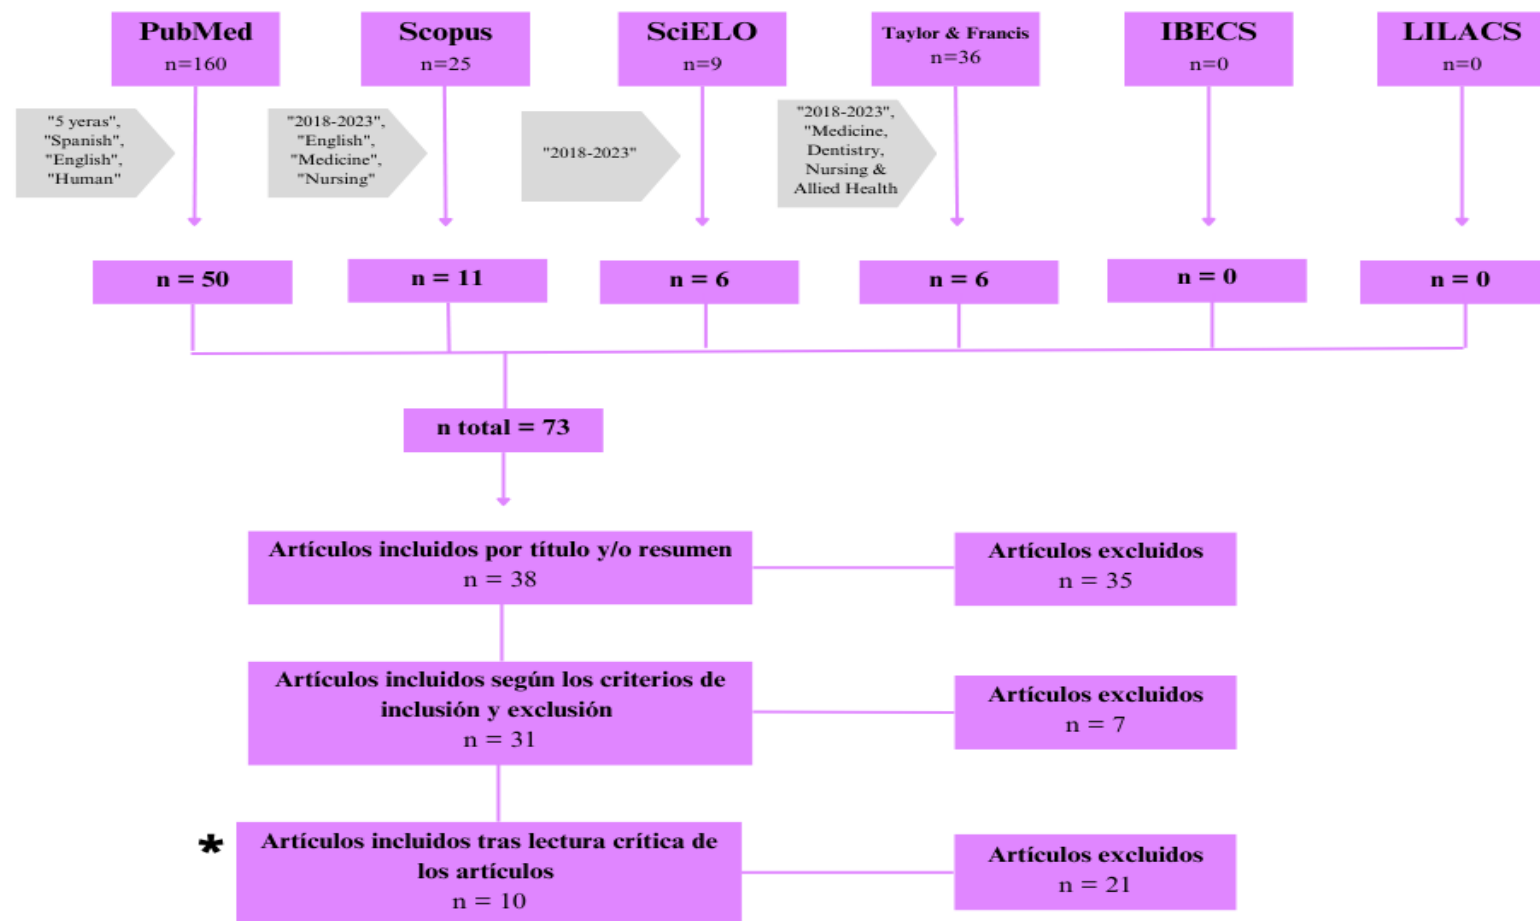 PubMed
n=160
Scopus
n=25
SciELO
n=9
Taylor & Francis
n=36
IBECS
n=0
LILACS
n=0
"5 yeras",
"Spanish",
"English",
"Human"
"2018-2023",
"English",
"Medicine",
"Nursing"
"2018-2023"
"2018-2023",
"Medicine,
Dentistry,
Nursing &
Allied Health
n = 50
n = 11
n = 6
n = 6
n = 0
n = 0
n total = 73
Artículos incluidos por título y/o resumen
n = 38
Artículos excluidos
n = 35
Artículos incluidos según los criterios de
inclusión y exclusión
n = 31
Artículos excluidos
n = 7
*
Artículos incluidos tras lectura crítica de
los artículos
n = 10
Artículos excluidos
n = 21